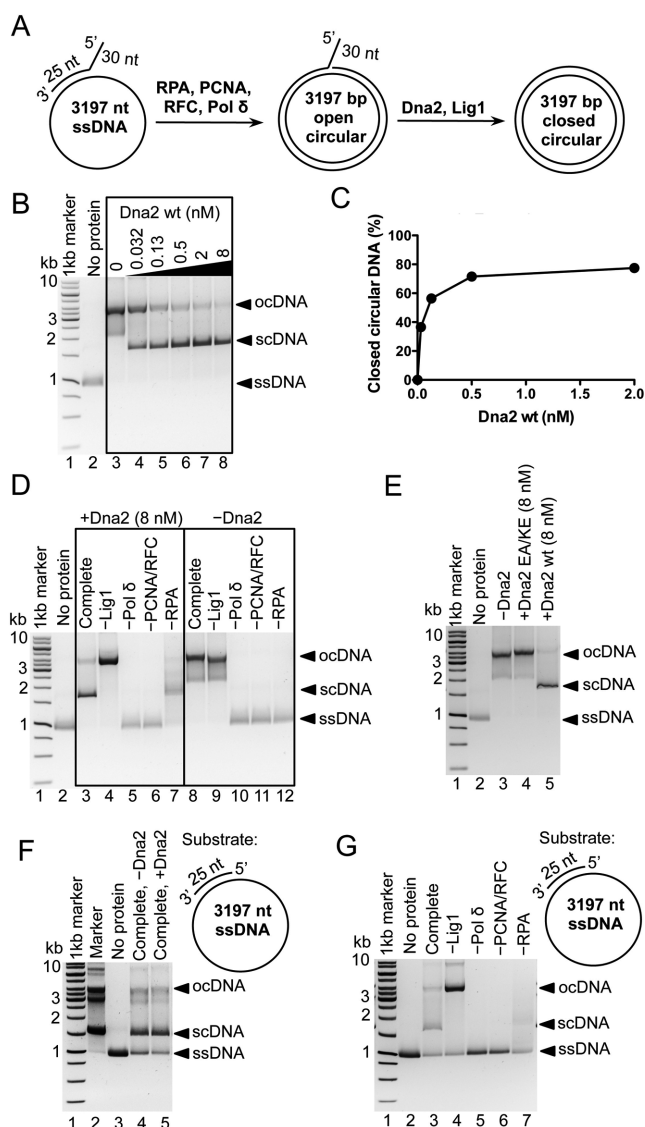 A
5’
3’ 25 nt
30 nt
3197 nt
ssDNA
RPA, PCNA,
RFC, Pol δ
5’
30 nt
3197 bp
open
circular
Dna2, Lig1
3197 bp
closed
circular
B
1kb marker
No protein
Dna2 wt (nM)
0
0.032
0.13
0.5
2
8
kb
10
3
2
1
ocDNA
scDNA
ssDNA
1 2 3 4 5 6 7 8
C
Closed circular DNA (%)
100
80
60
40
20
0
0.0 0.5 1.0 1.5 2.0
Dna2 wt (nM)
D
+Dna2 (8 nM) −Dna2
1kb marker
No protein
Complete
−Lig1
−Pol δ
−PCNA/RFC
−RPA
Complete
−Lig1
−Pol δ
−PCNA/RFC
−RPA
kb
10
3
2
1
ocDNA
scDNA
ssDNA
1 2 3 4 5 6 7 8 9 10 11 12
E
1kb marker
No protein
−Dna2
+Dna2 EA/KE (8 nM)
+Dna2 wt (8 nM)
kb
10
3
2
1
ocDNA
scDNA
ssDNA
1 2 3 4 5
F
1kb marker
Marker
No protein
Complete, −Dna2
Complete, +Dna2
Substrate:
3’ 25 nt 5’
3197 nt
ssDNA
kb
10
3
2
1
ocDNA
scDNA
ssDNA
1 2 3 4 5
G
1kb marker
No protein
Complete
−Lig1
−Pol δ
−PCNA/RFC
−RPA
Substrate:
3’ 25 nt 5’
3197 nt
ssDNA
kb
10
3
2
1
ocDNA
scDNA
ssDNA
1 2 3 4 5 6 7